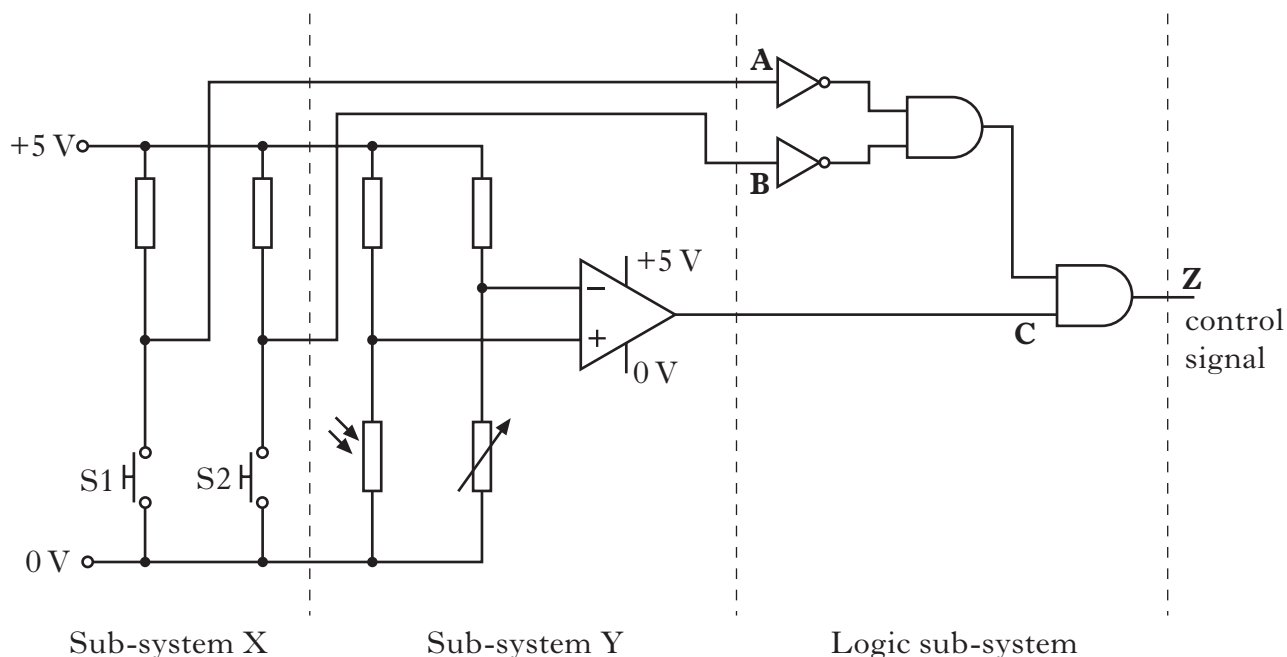 A
+5 V
B
+5 V
−
+
Z
C
control
signal
0 V
S1
S2
0 V
Sub-system X
Sub-system Y
Logic sub-system